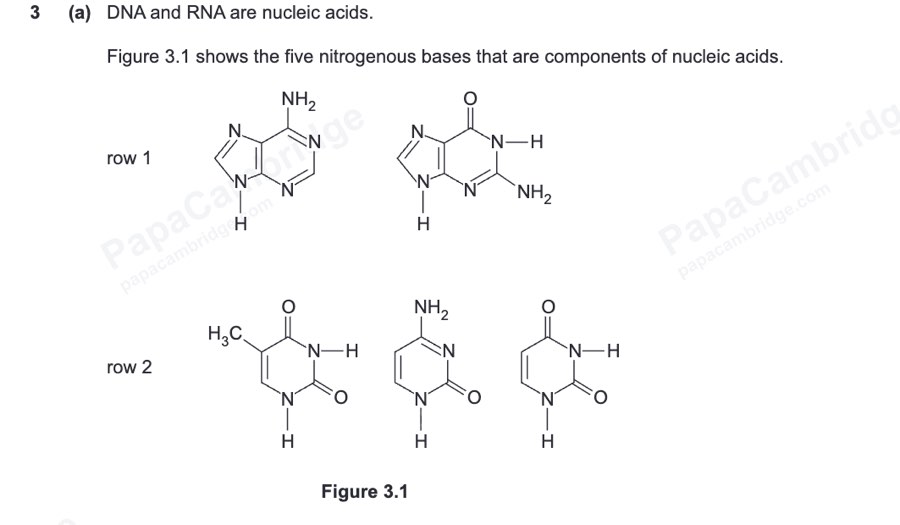 3 (a) DNA and RNA are nucleic acids.
Figure 3.1 shows the five nitrogenous bases that are components of nucleic acids.
NH₂
N
N
row 1
N
N
H
O
N
N—H
N
N
NH₂
H
O
H₃C
N—H
row 2
N
O
H
NH₂
N
N
O
H
O
N—H
N
O
H
Figure 3.1
PapaCambridge
papacambridge.com
PapaCambridg
papacambridge.com